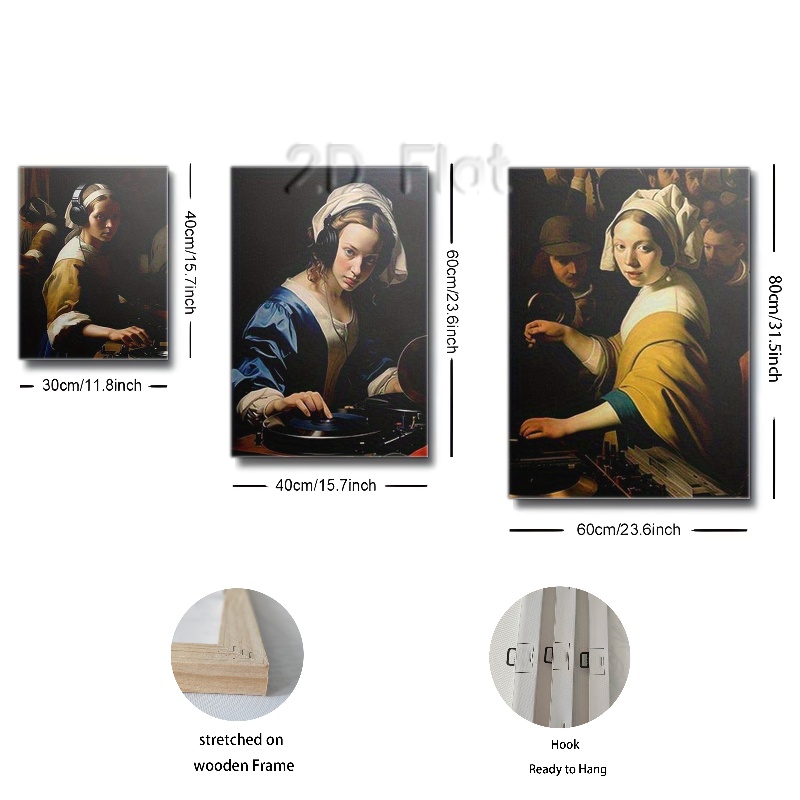 2D Flat
40cm/15.7inch
30cm/11.8inch
60cm/23.6inch
40cm/15.7inch
80cm/31.5inch
60cm/23.6inch
stretched on
wooden Frame
Hook
Ready to Hang